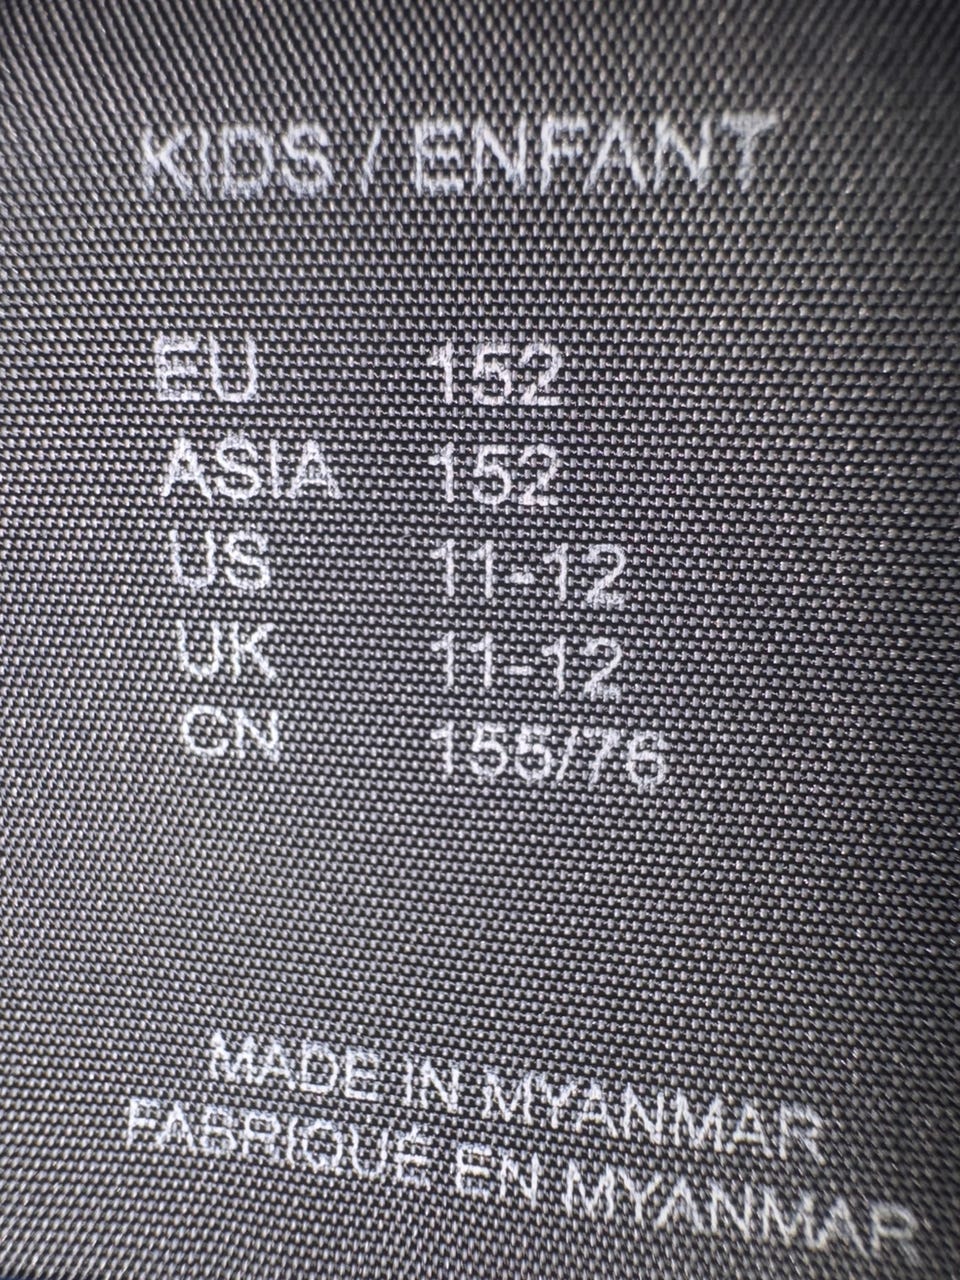 KIDS / ENFANT
EU 152
ASIA 152
US 11-12
UK 11-12
CN 155/76
MADE IN MYANMAR
FABRIQUÉ EN MYANMAR